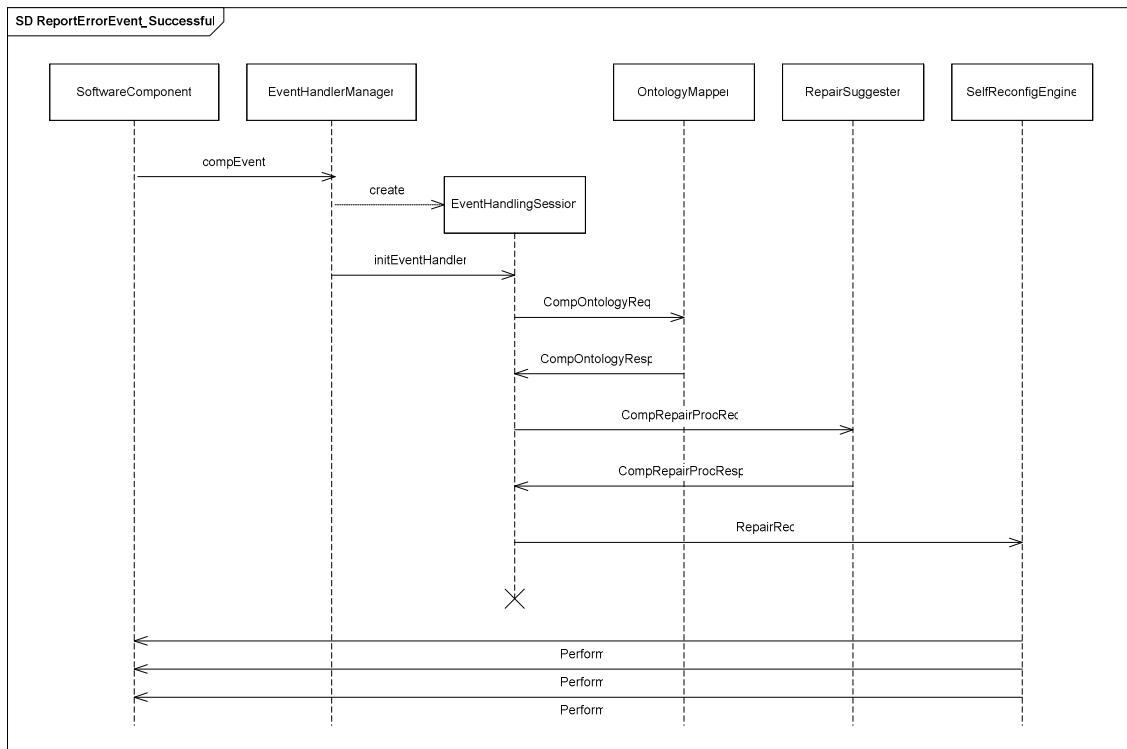 SD ReportErrorEvent_Successful
SoftwareComponent
EventHandlerManager
OntologyMapper
RepairSuggester
SelfReconfigEngine
compEvent
create
EventHandlingSession
initEventHandler
CompOntologyReq
CompOntologyResp
CompRepairProcReq
CompRepairProcResp
RepairReq
Perform
Perform
Perform